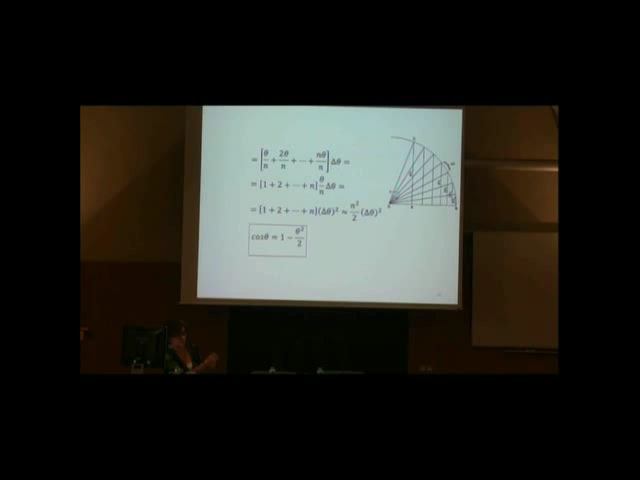 = [θ/n + 2θ/n + ⋯ + nθ/n] Δθ =
= (1 + 2 + ⋯ + n) θ/n Δθ =
= (1 + 2 + ⋯ + n)(Δθ)² ≈ n²/2 (Δθ)²
cosθ = 1 − θ²/2